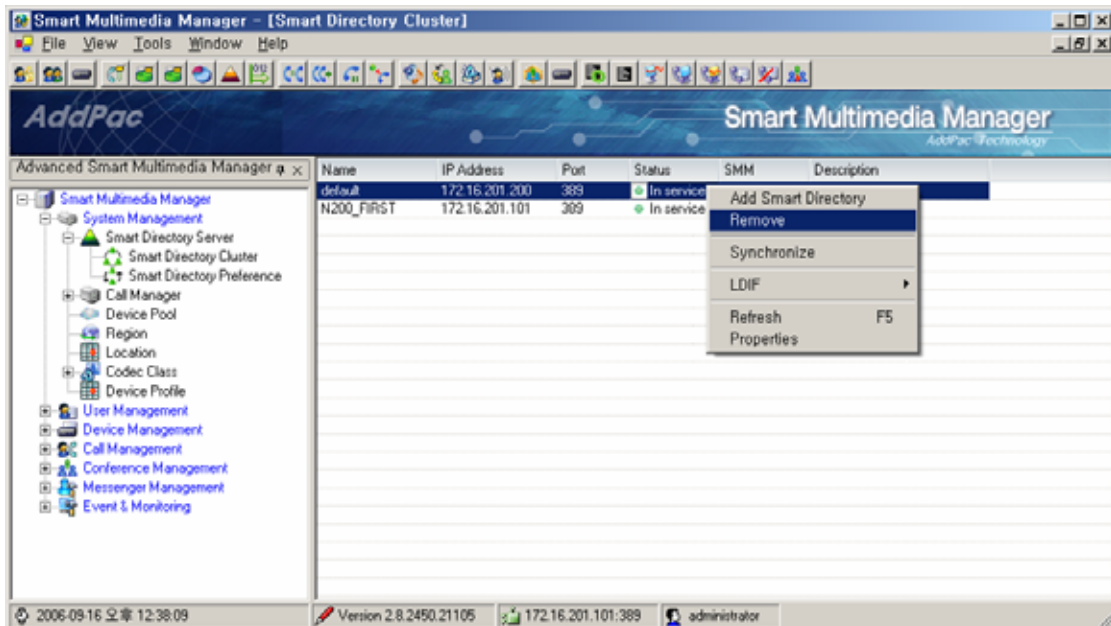 Smart Multimedia Manager - [Smart Directory Cluster]
File View Tools Window Help
AddPac
Smart Multimedia Manager
AddPac Technology
Advanced Smart Multimedia Manager
Smart Multimedia Manager
System Management
Smart Directory Server
Smart Directory Cluster
Smart Directory Preference
Call Manager
Device Pool
Region
Location
Codec Class
Device Profile
User Management
Device Management
Call Management
Conference Management
Messenger Management
Event & Monitoring
Name IP Address Port Status SMM Description
default 172.16.201.200 389 In service
N200_FIRST 172.16.201.101 389 In service
Add Smart Directory
Remove
Synchronize
LDIF
Refresh F5
Properties
2006-09-16 오후 12:38:09 Version 2.8.2450.21105 172.16.201.101:389 administrator